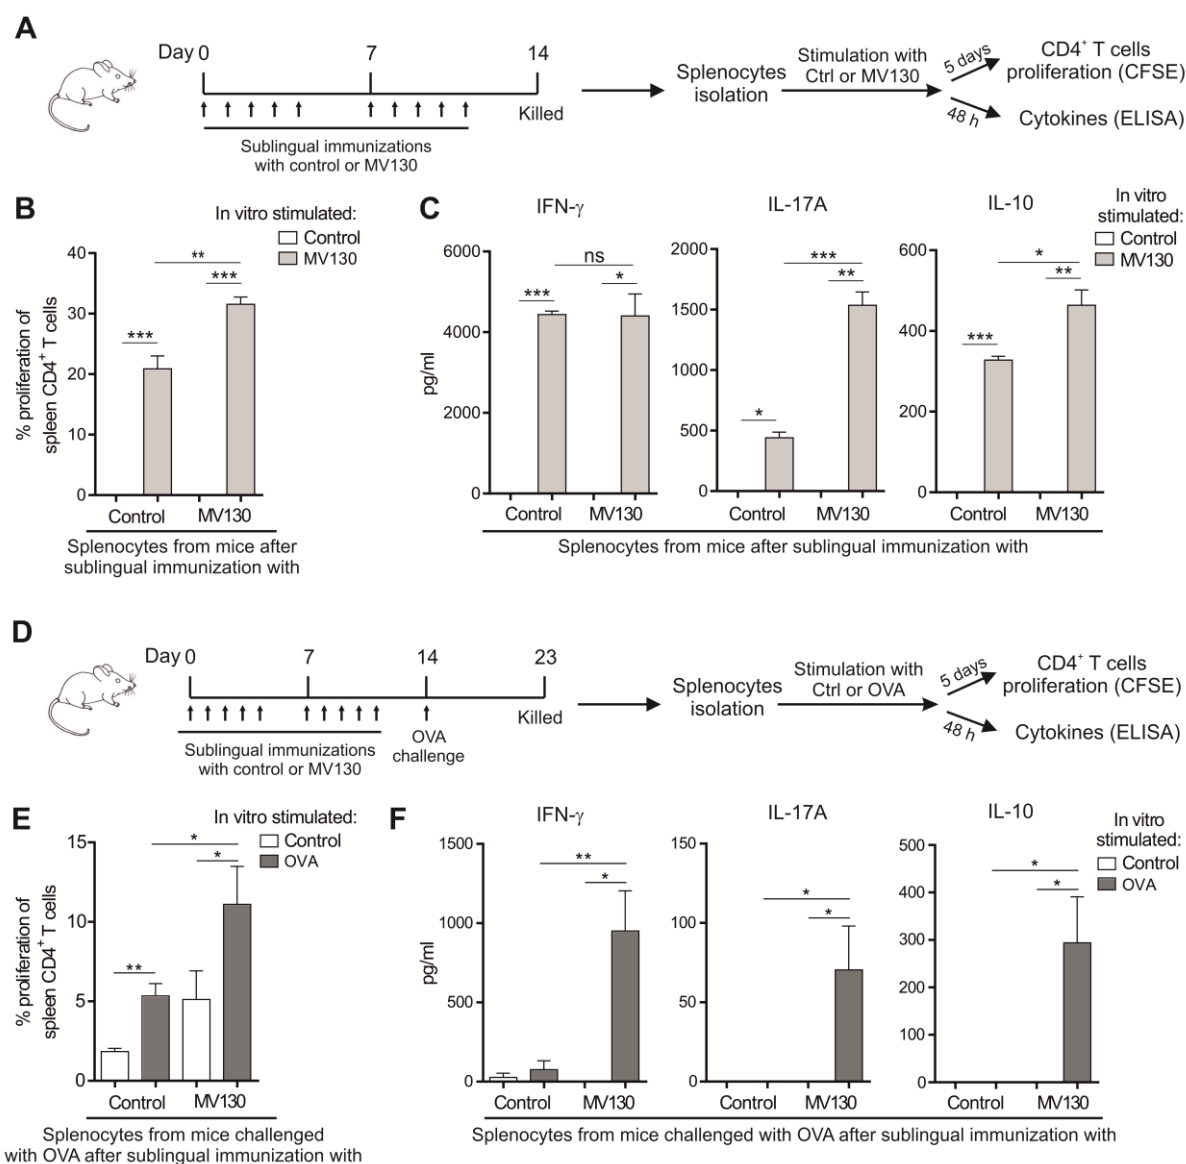 A
Day 0 7 14
Killed
Sublingual immunizations
with control or MV130
Splenocytes
isolation
Stimulation with
Ctrl or MV130
5 days
48 h
CD4⁺ T cells
proliferation (CFSE)
Cytokines (ELISA)
B
In vitro stimulated:
Control
MV130
% proliferation of
spleen CD4⁺ T cells
40
30
20
10
0
**
***
***
Control MV130
Splenocytes from mice after
sublingual immunization with
C
IFN-γ
pg/ml
6000
4000
2000
0
ns
*
***
Control MV130
IL-17A
2000
1500
1000
500
0
***
**
*
Control MV130
IL-10
600
400
200
0
*
**
***
Control MV130
In vitro
stimulated:
Control
MV130
Splenocytes from mice after sublingual immunization with
D
Day 0 7 14 23
Killed
Sublingual immunizations
with control or MV130
OVA
challenge
Splenocytes
isolation
Stimulation with
Ctrl or OVA
5 days
48 h
CD4⁺ T cells
proliferation (CFSE)
Cytokines (ELISA)
E
In vitro stimulated:
Control
OVA
% proliferation of
spleen CD4⁺ T cells
15
10
5
0
*
*
**
Control MV130
Splenocytes from mice challenged
with OVA after sublingual immunization with
F
IFN-γ
pg/ml
1500
1000
500
0
**
*
Control MV130
IL-17A
150
100
50
0
*
*
Control MV130
IL-10
500
400
300
200
100
0
*
*
Control MV130
In vitro
stimulated:
Control
OVA
Splenocytes from mice challenged with OVA after sublingual immunization with